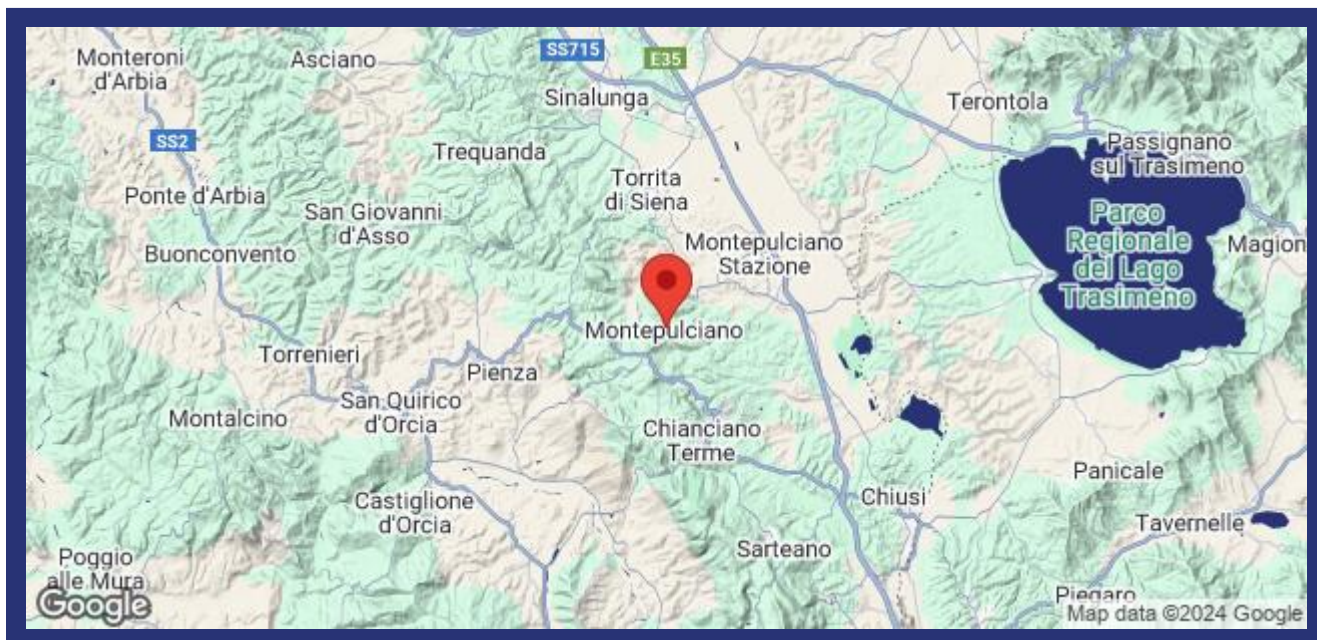 Monteroni
d'Arbia
Asciano
SS715
E35
Sinalunga
Terontola
SS2
Trequanda
Passignano
sul Trasimeno
Ponte d'Arbia
Torrita
di Siena
San Giovanni
d'Asso
Parco
Regionale
del Lago
Trasimeno
Buonconvento
Montepulciano
Stazione
Magion
Montepulciano
Torrenieri
Pienza
San Quirico
d'Orcia
Montalcino
Chianciano
Terme
Panicale
Castiglione
d'Orcia
Chiusi
Tavernelle
Sarteano
Poggio
alle Mura
Piegaro
Google
Map data ©2024 Google